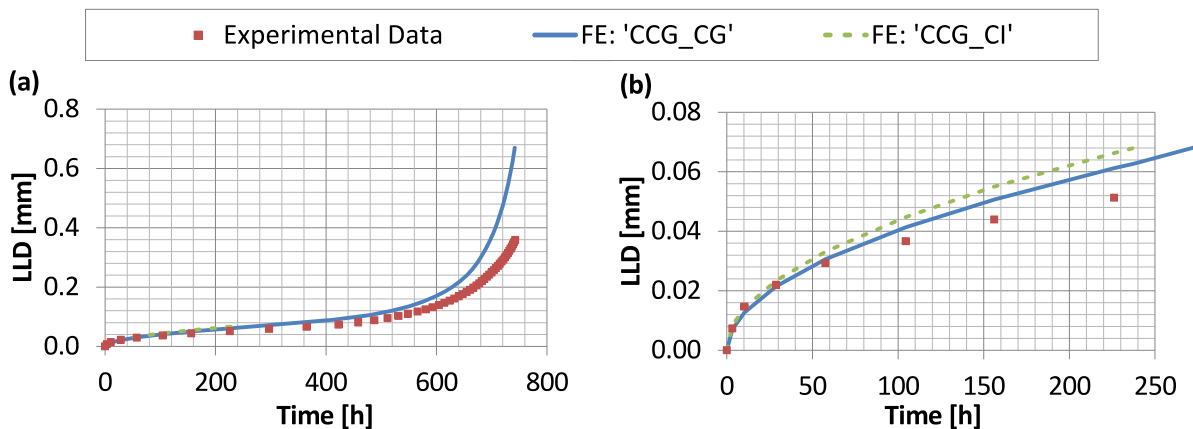 Experimental Data FE: 'CCG_CG' FE: 'CCG_CI'
(a)
0.8
0.6
0.4
0.2
0.0
LLD [mm]
0 200 400 600 800
Time [h]
(b)
0.08
0.06
0.04
0.02
0.00
LLD [mm]
0 50 100 150 200 250
Time [h]